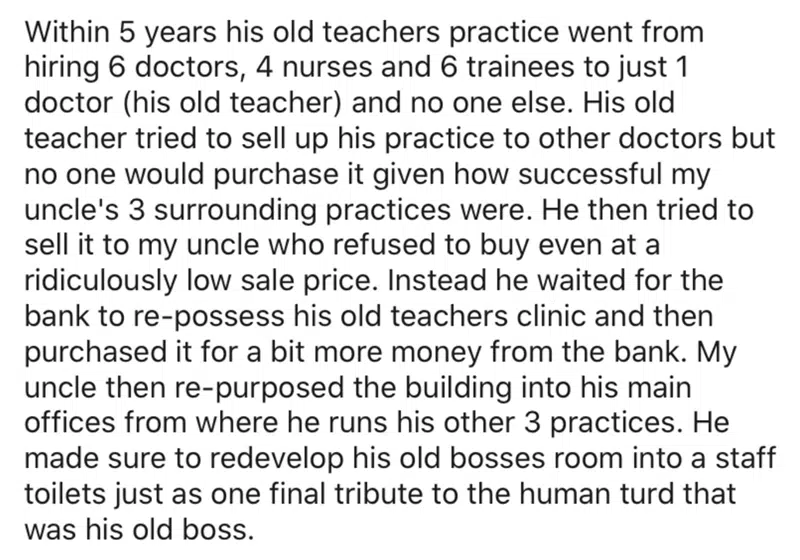 Within 5 years his old teachers practice went from
hiring 6 doctors, 4 nurses and 6 trainees to just 1
doctor (his old teacher) and no one else. His old
teacher tried to sell up his practice to other doctors but
no one would purchase it given how successful my
uncle's 3 surrounding practices were. He then tried to
sell it to my uncle who refused to buy even at a
ridiculously low sale price. Instead he waited for the
bank to re-possess his old teachers clinic and then
purchased it for a bit more money from the bank. My
uncle then re-purposed the building into his main
offices from where he runs his other 3 practices. He
made sure to redevelop his old bosses room into a staff
toilets just as one final tribute to the human turd that
was his old boss.